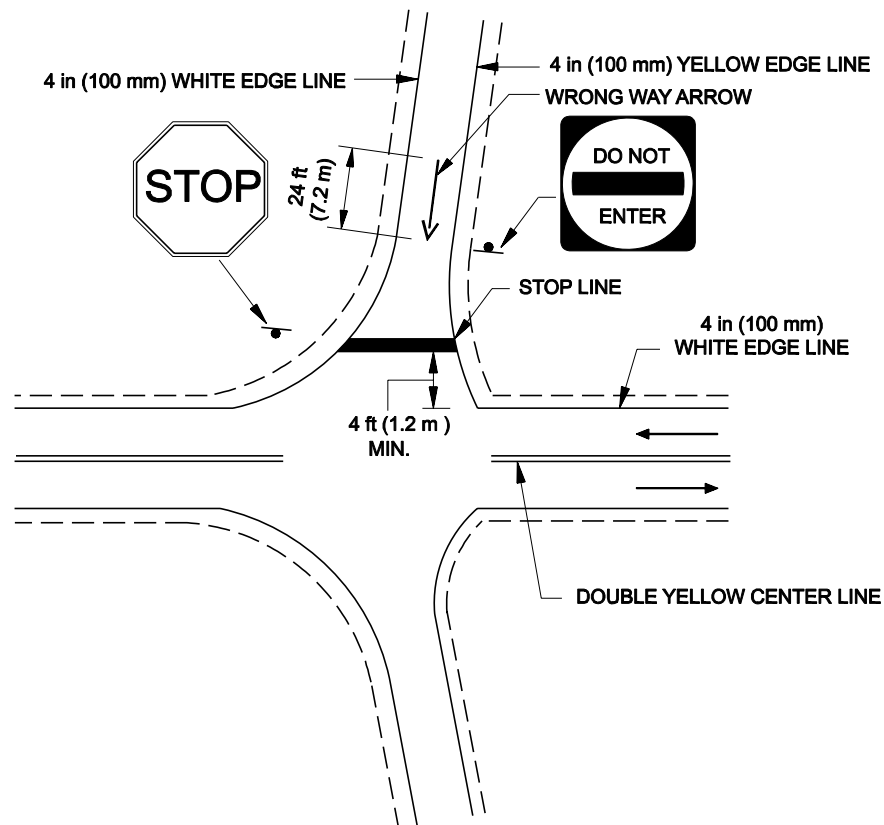 4 in (100 mm) WHITE EDGE LINE
4 in (100 mm) YELLOW EDGE LINE
WRONG WAY ARROW
STOP
24 ft
(7.2 m)
DO NOT
ENTER
STOP LINE
4 in (100 mm)
WHITE EDGE LINE
4 ft (1.2 m )
MIN.
DOUBLE YELLOW CENTER LINE